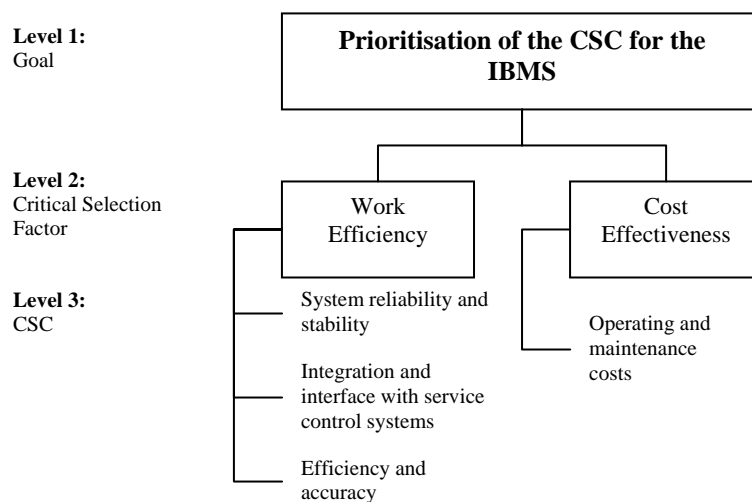 Level 1:
Goal
Prioritisation of the CSC for the
IBMS
Level 2:
Critical Selection
Factor
Work
Efficiency
Cost
Effectiveness
Level 3:
CSC
System reliability and
stability
Integration and
interface with service
control systems
Efficiency and
accuracy
Operating and
maintenance
costs